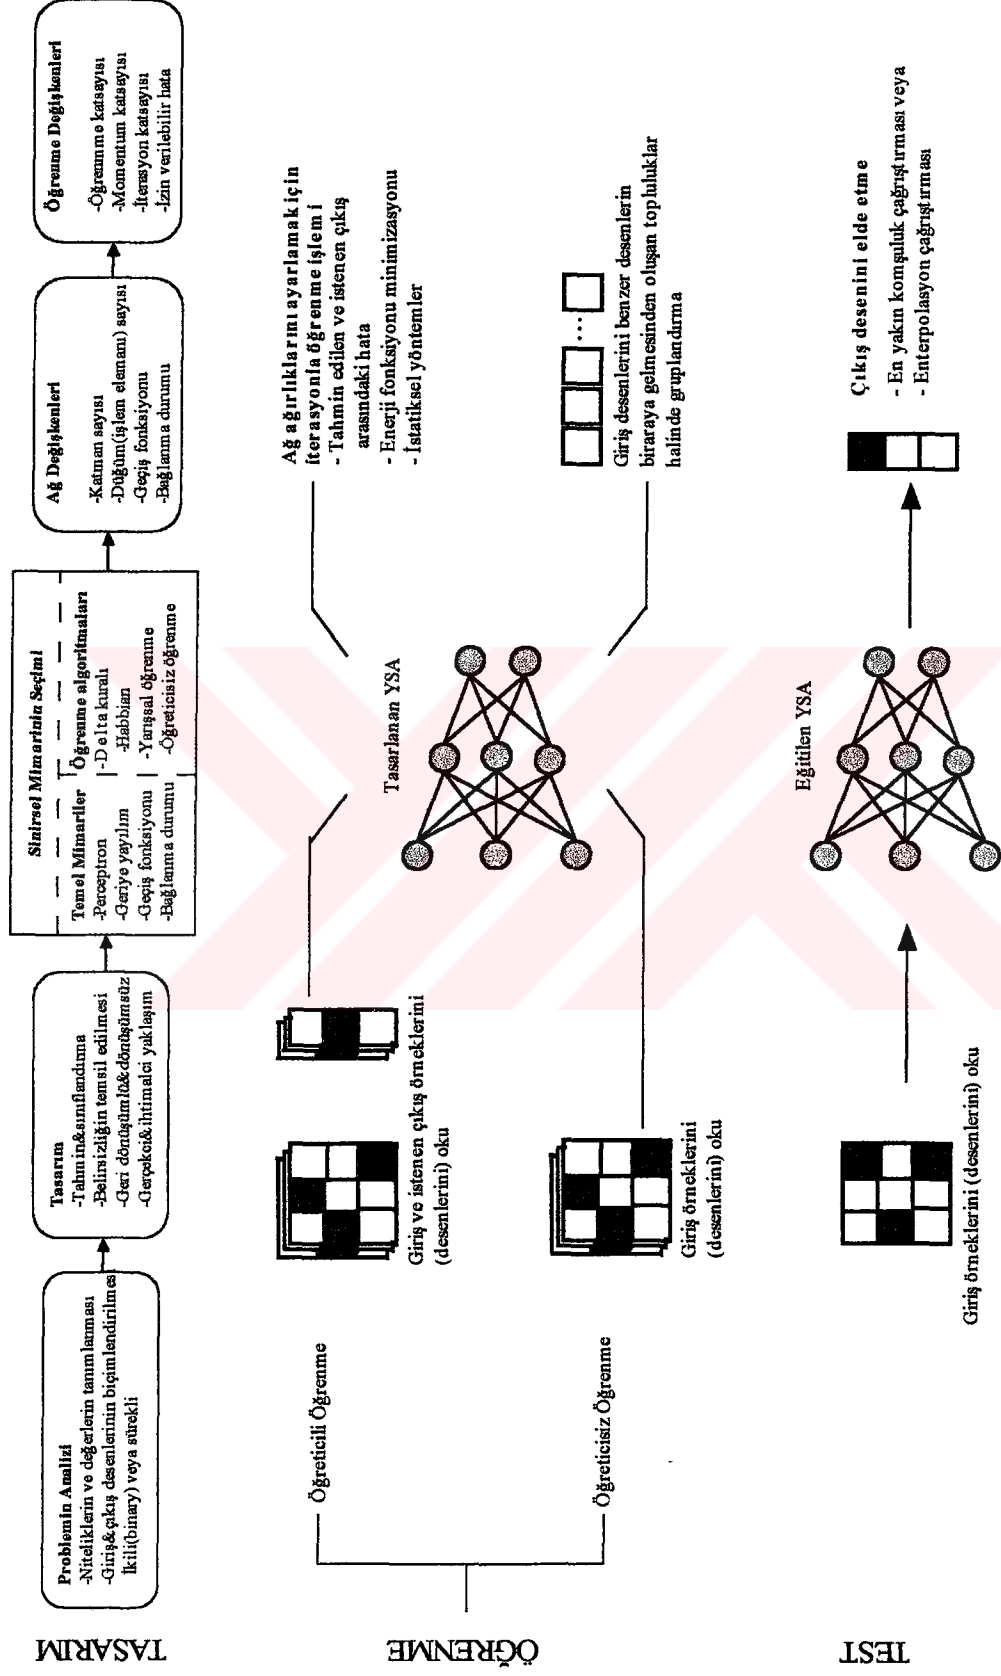 TASARIM
Problemin Analizi
-Niteliklerin ve değerlerin tanımlanması
-Giriş&çıkış desenlerinin biçimlendirilmesi
İkili(binary) veya sürekli
Tasarım
-Tahmin&sınıflandırma
-Belirsizliğin temsil edilmesi
-Geri dönüşümlü&dönüşümsüz
-Gerçekci&ihtimalci yaklaşım
Sinirsel Mimarinin Seçimi
Temel Mimariler
-Perceptron
-Geriye yayılım
-Geçiş fonksiyonu
-Bağlanma durumu
Öğrenme algoritmaları
-Delta kuralı
-Habbian
-Yarışsal öğrenme
-Öğreticisiz öğrenme
Ağ Değişkenleri
-Katman sayısı
-Düğüm(işlem elemanı) sayısı
-Geçiş fonksiyonu
-Bağlanma durumu
Öğrenme Değişkenleri
-Öğrenme katsayısı
-Momentum katsayısı
-İterasyon katsayısı
-İzin verilebilir hata
ÖĞRENME
Öğreticili Öğrenme
Giriş ve istenen çıkış örneklerini
(desenlerini) oku
Tasarlanan YSA
Ağ ağırlıklarını ayarlamak için
iterasyonla öğrenme işlemi
- Tahmin edilen ve istenen çıkış
arasındaki hata
- Enerji fonksiyonu minimizasyonu
- İstatiksel yöntemler
Öğreticisiz Öğrenme
Giriş örneklerini
(desenlerini) oku
...
Giriş desenlerini benzer desenlerin
biraraya gelmesinden oluşan topluluklar
halinde gruplandırma
TEST
Giriş örneklerini (desenlerini) oku
Eğitilen YSA
Çıkış desenini elde etme
- En yakın komşuluk çağrıştırması veya
- Enterpolasyon çağrıştırması